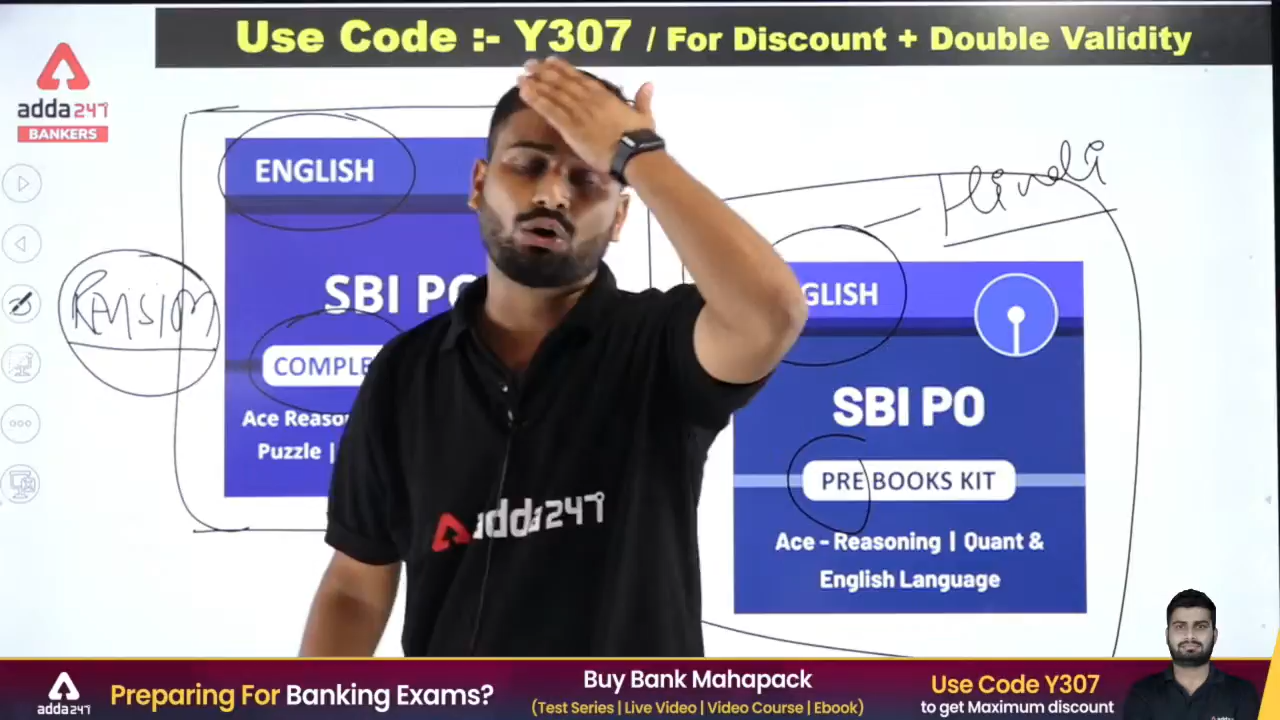 Use Code :- Y307 / For Discount + Double Validity
adda247
BANKERS
ENGLISH
SBI PO
COMPLE
Ace Reaso
Puzzle |
REVISION
Hindi
GLISH
SBI PO
PRE BOOKS KIT
Ace - Reasoning | Quant &
English Language
adda247
adda247
Preparing For Banking Exams?
Buy Bank Mahapack
(Test Series | Live Video | Video Course | Ebook)
Use Code Y307
to get Maximum discount